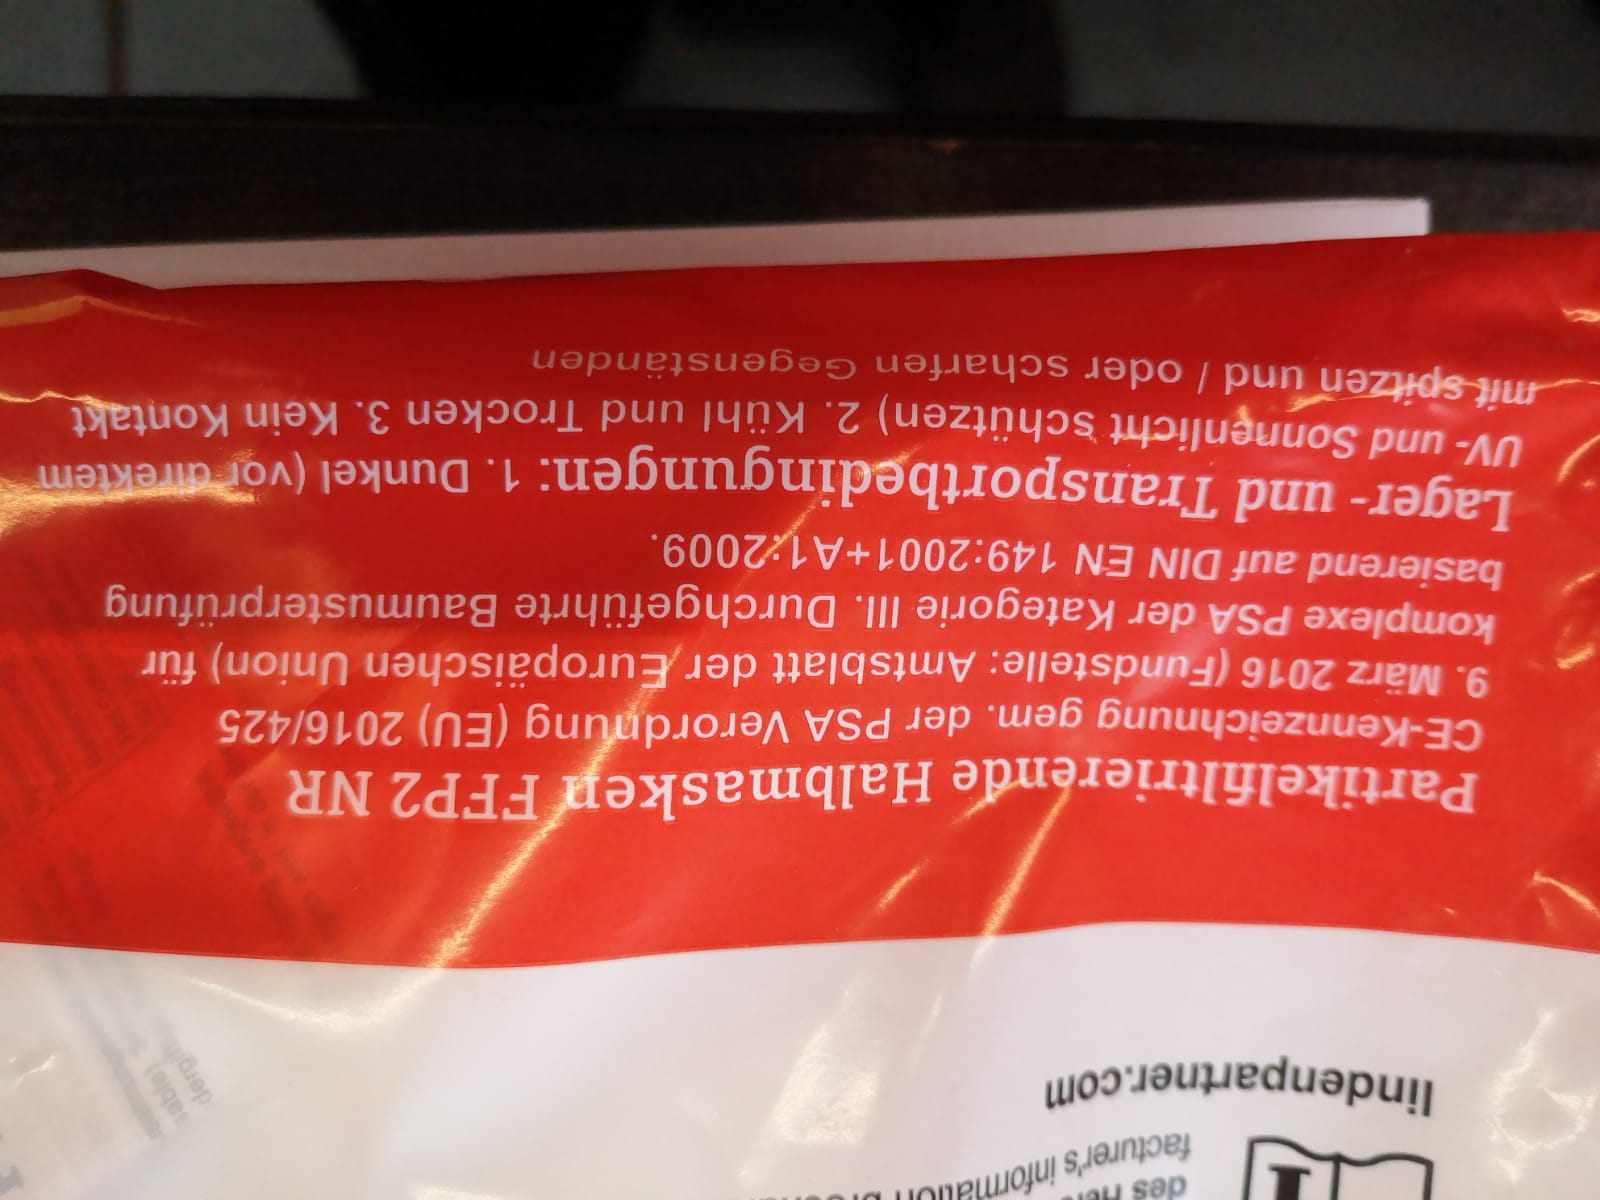 des
facturer's information
lindenpartner.com
Partikelfiltrierende Halbmasken FFP2 NR
CE-Kennzeichnung gem. der PSA Verordnung (EU) 2016/425
9. März 2016 (Fundstelle: Amtsblatt der Europäischen Union) für
komplexe PSA der Kategorie III. Durchgeführte Baumusterprüfung
basierend auf DIN EN 149:2001+A1:2009.
Lager- und Transportbedingungen: 1. Dunkel (vor direktem
UV- und Sonnenlicht schützen) 2. Kühl und Trocken 3. Kein Kontakt
mit spitzen und / oder scharfen Gegenständen